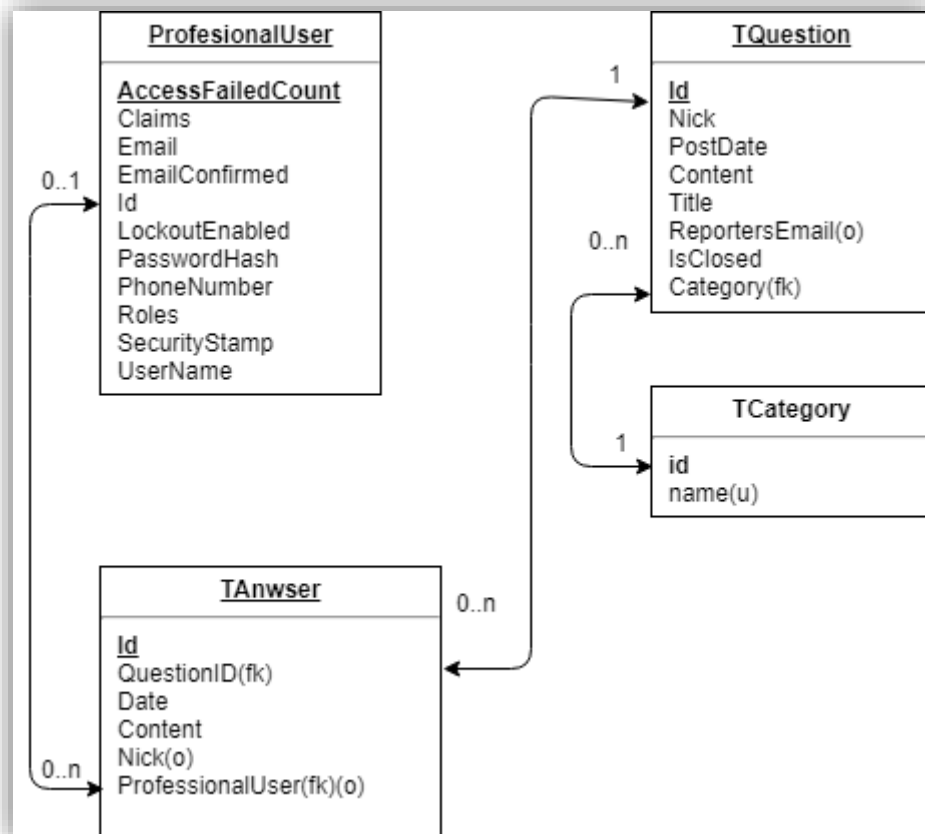 ProfesionalUser
AccessFailedCount
Claims
Email
EmailConfirmed
Id
LockoutEnabled
PasswordHash
PhoneNumber
Roles
SecurityStamp
UserName
0..1
0..n
TQuestion
Id
Nick
PostDate
Content
Title
ReportersEmail(o)
IsClosed
Category(fk)
1
0..n
TCategory
id
name(u)
1
TAnwser
Id
QuestionID(fk)
Date
Content
Nick(o)
ProfessionalUser(fk)(o)
0..n